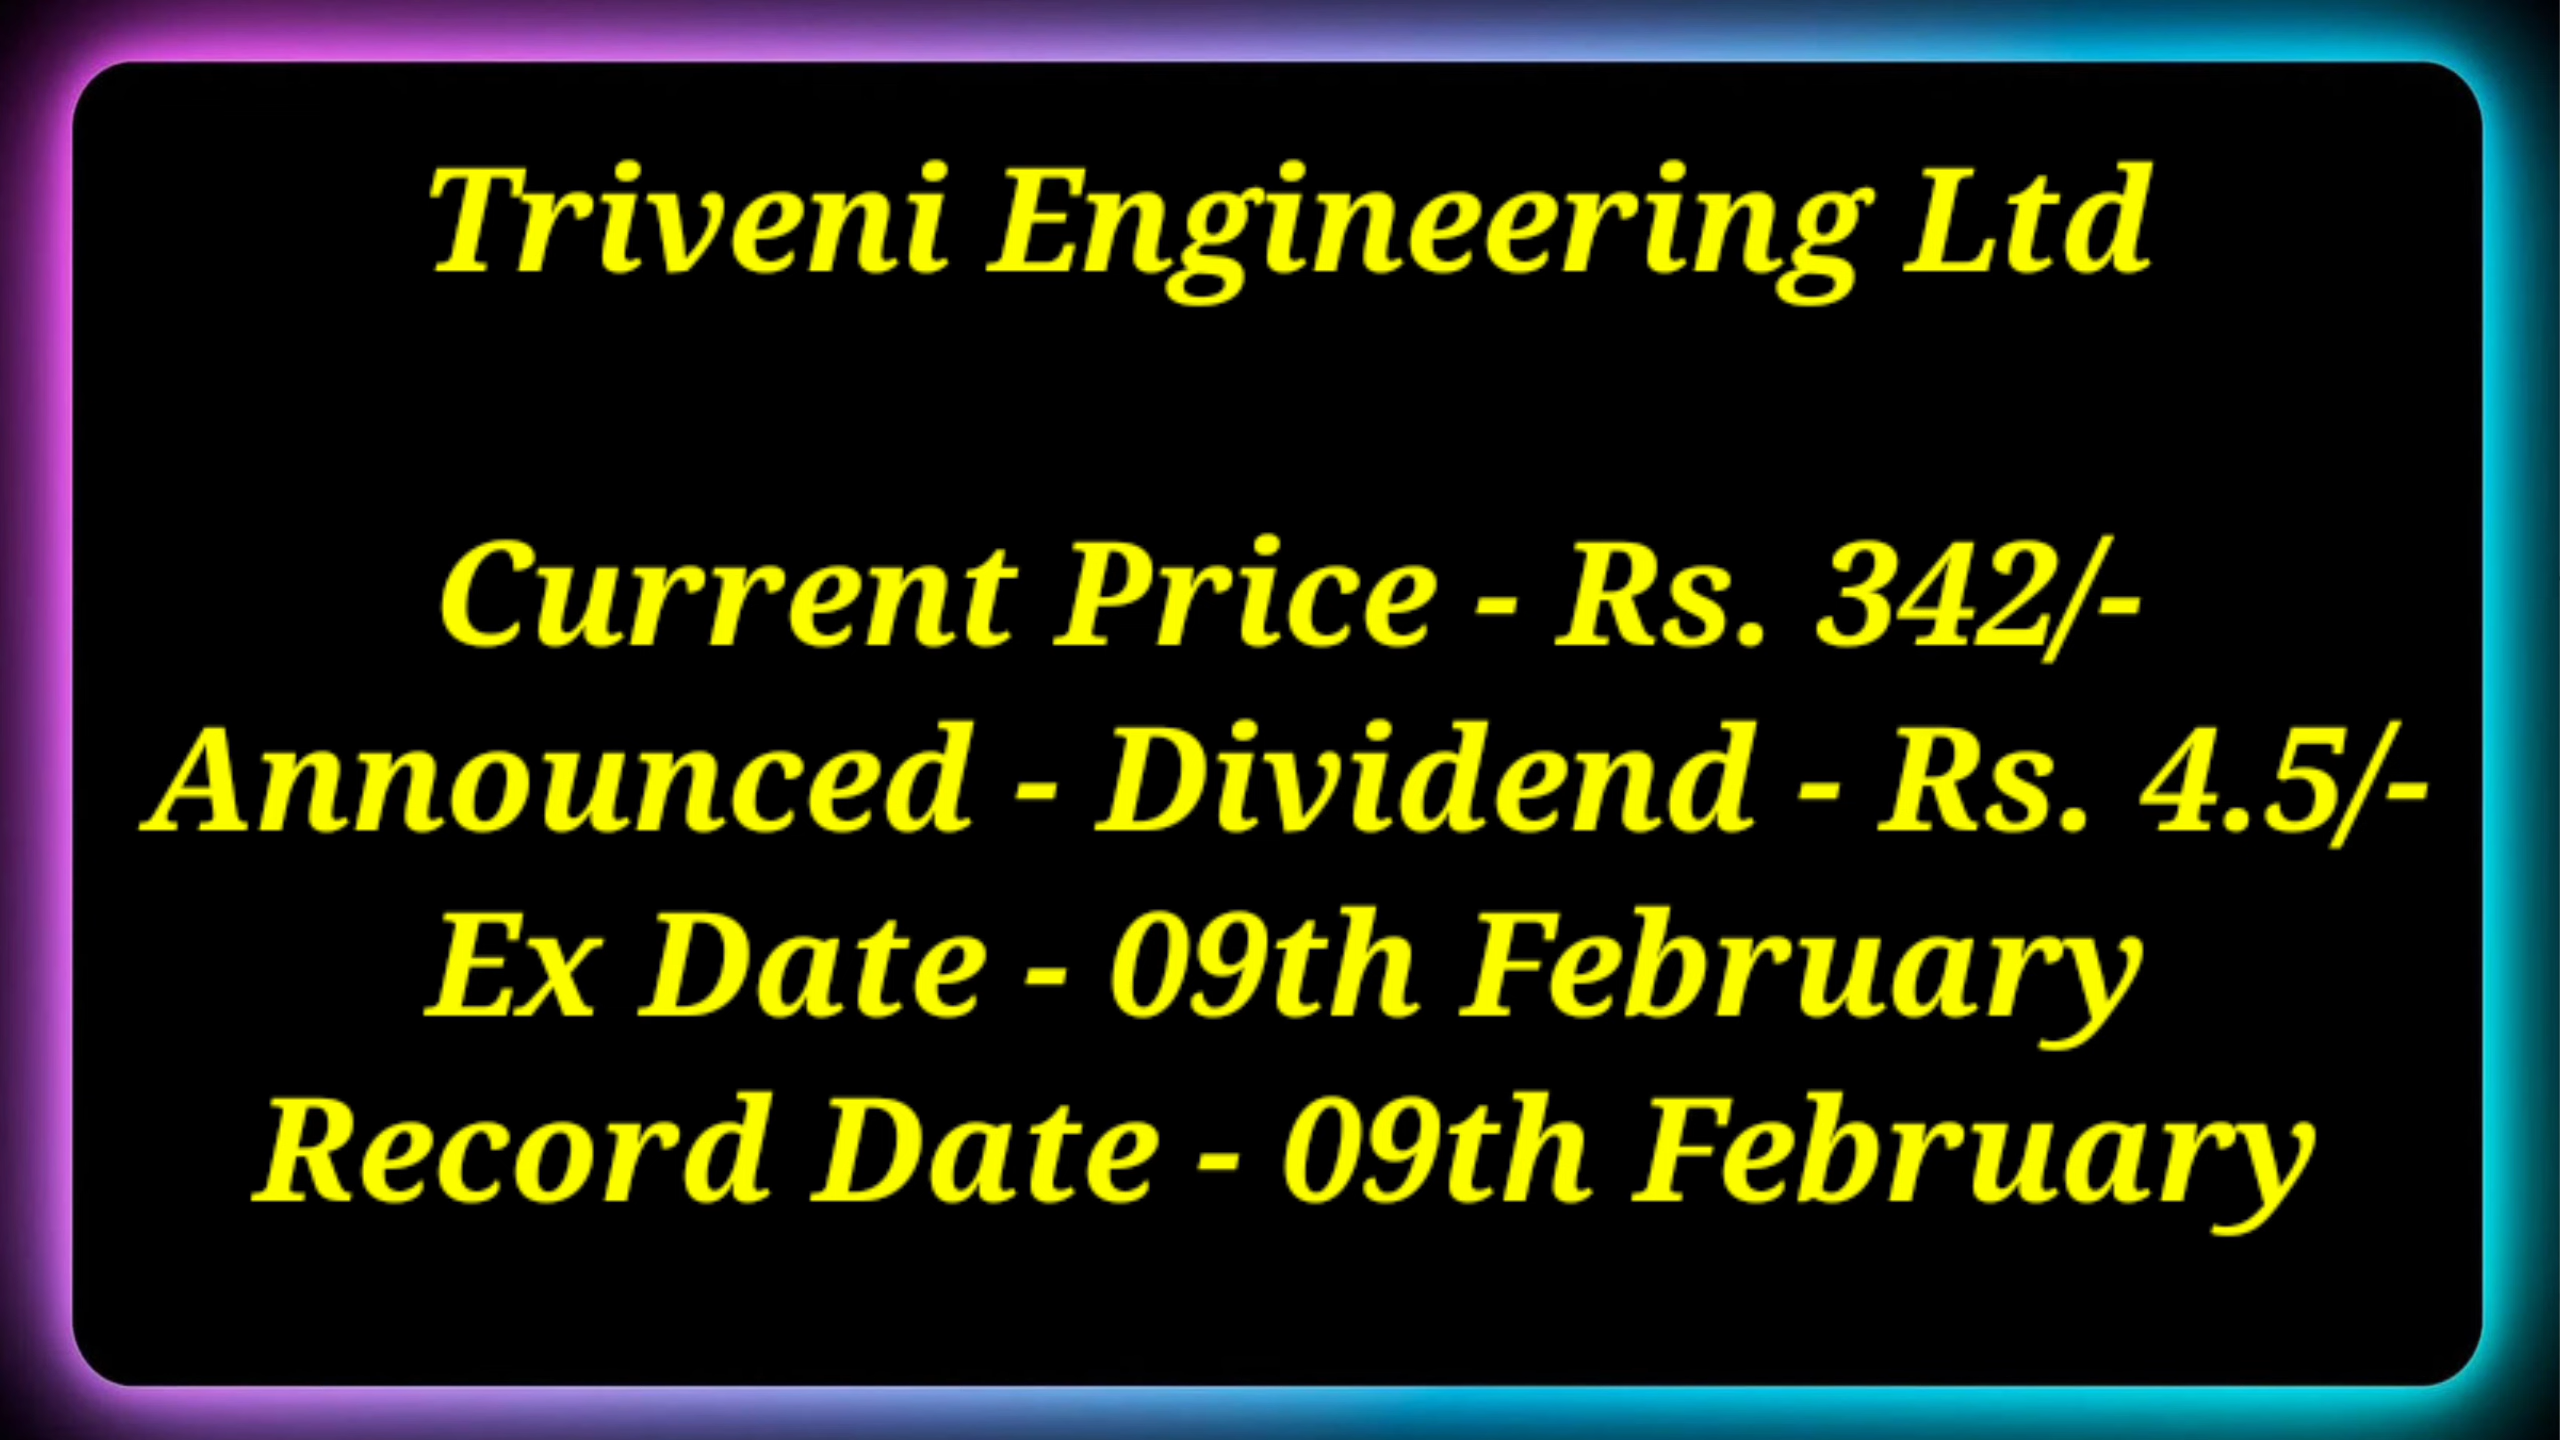 Triveni Engineering Ltd
Current Price - Rs. 342/-
Announced - Dividend - Rs. 4.5/-
Ex Date - 09th February
Record Date - 09th February